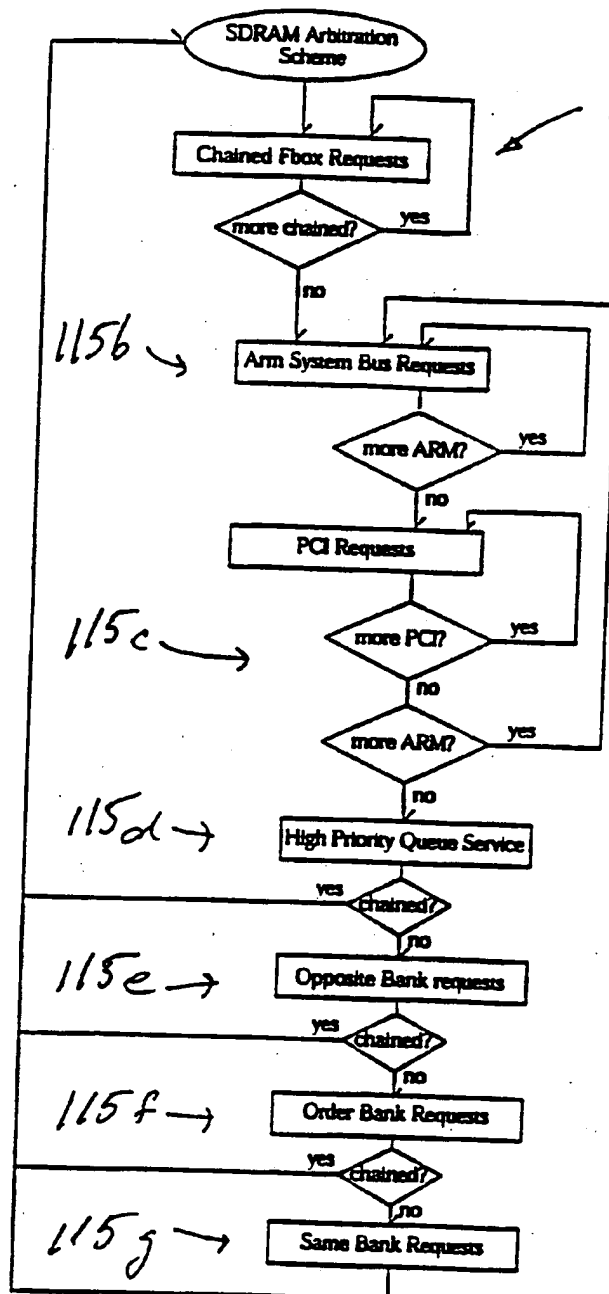 SDRAM Arbitration
Scheme
Chained Fbox Requests
more chained?
yes
no
115b
Arm System Bus Requests
more ARM?
yes
no
PCI Requests
115c
more PCI?
yes
no
more ARM?
yes
no
115d
High Priority Queue Service
yes
chained?
no
115e
Opposite Bank requests
yes
chained?
no
115f
Order Bank Requests
yes
chained?
no
115g
Same Bank Requests